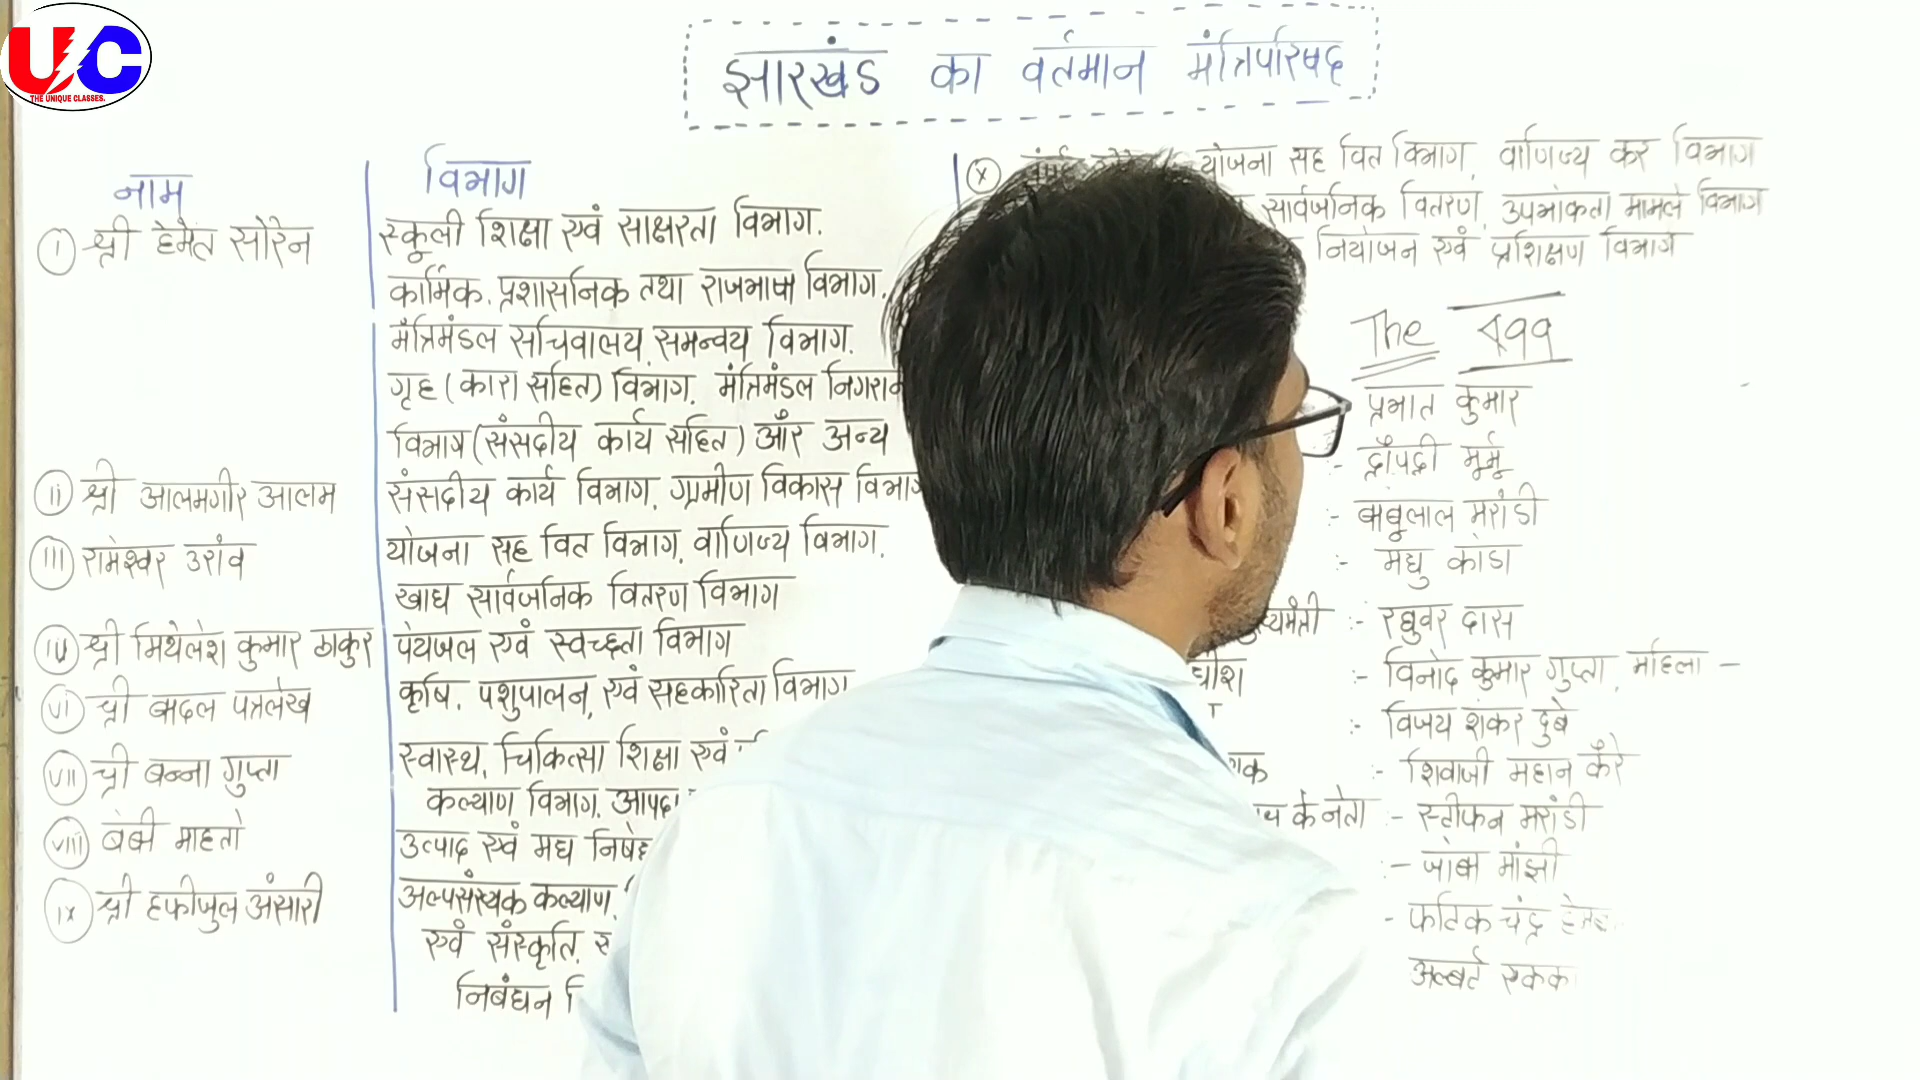 UC
THE UNIQUE CLASSES.
झारखंड का वर्तमान मंत्रिपरिषद
नाम
विभाग
I श्री हेमंत सोरेन
स्कूली शिक्षा एवं साक्षरता विभाग.
कार्मिक, प्रशासनिक तथा राजभाषा विभाग.
मंत्रिमंडल सचिवालय, समन्वय विभाग.
गृह (कारा सहित) विभाग. मंत्रिमंडल
विभाग (संसदीय कार्य सहित) और अन्य
II श्री आलमगीर आलम
संसदीय कार्य विभाग, ग्रामीण विकास
III रामेश्वर उरांव
योजना सह वित विभाग, वाणिज्य विभाग.
खाद्य सार्वजनिक वितरण विभाग
IV श्री मिथेलेश कुमार ठाकुर
पेयजल एवं स्वच्छता विभाग
VI श्री बादल पत्रलेख
कृषि, पशुपालन, एवं सहकारिता विभाग
VII श्री बन्ना गुप्ता
स्वास्थ, चिकित्सा शिक्षा एवं
कल्याण विभाग. आपदा
VIII बेबी माहतो
उत्पाद एवं मद्य
IX श्री हफीजुल अंसारी
अल्पसंख्यक कल्याण,
एवं संस्कृति,
निबंधन
X
योजना सह वित विभाग, वाणिज्य कर विभाग
सार्वजनिक वितरण, उपभोक्ता मामले विभाग
नियोजन एवं प्रशिक्षण विभाग
The
प्रभात कुमार
:- द्रौपद्री मूर्मू
:- बाबूलाल मरांडी
:- मधु कोडा
:- रघुवर दास
:- विनोद कुमार गुप्ता, महिला –
:- विजय शंकर दुबे
:- शिवाजी महान कैरे
के नेता :- स्टीफन मरांडी
:- जोबा मांझी
- फटिक चंद्र
अल्बर्ट एक्का